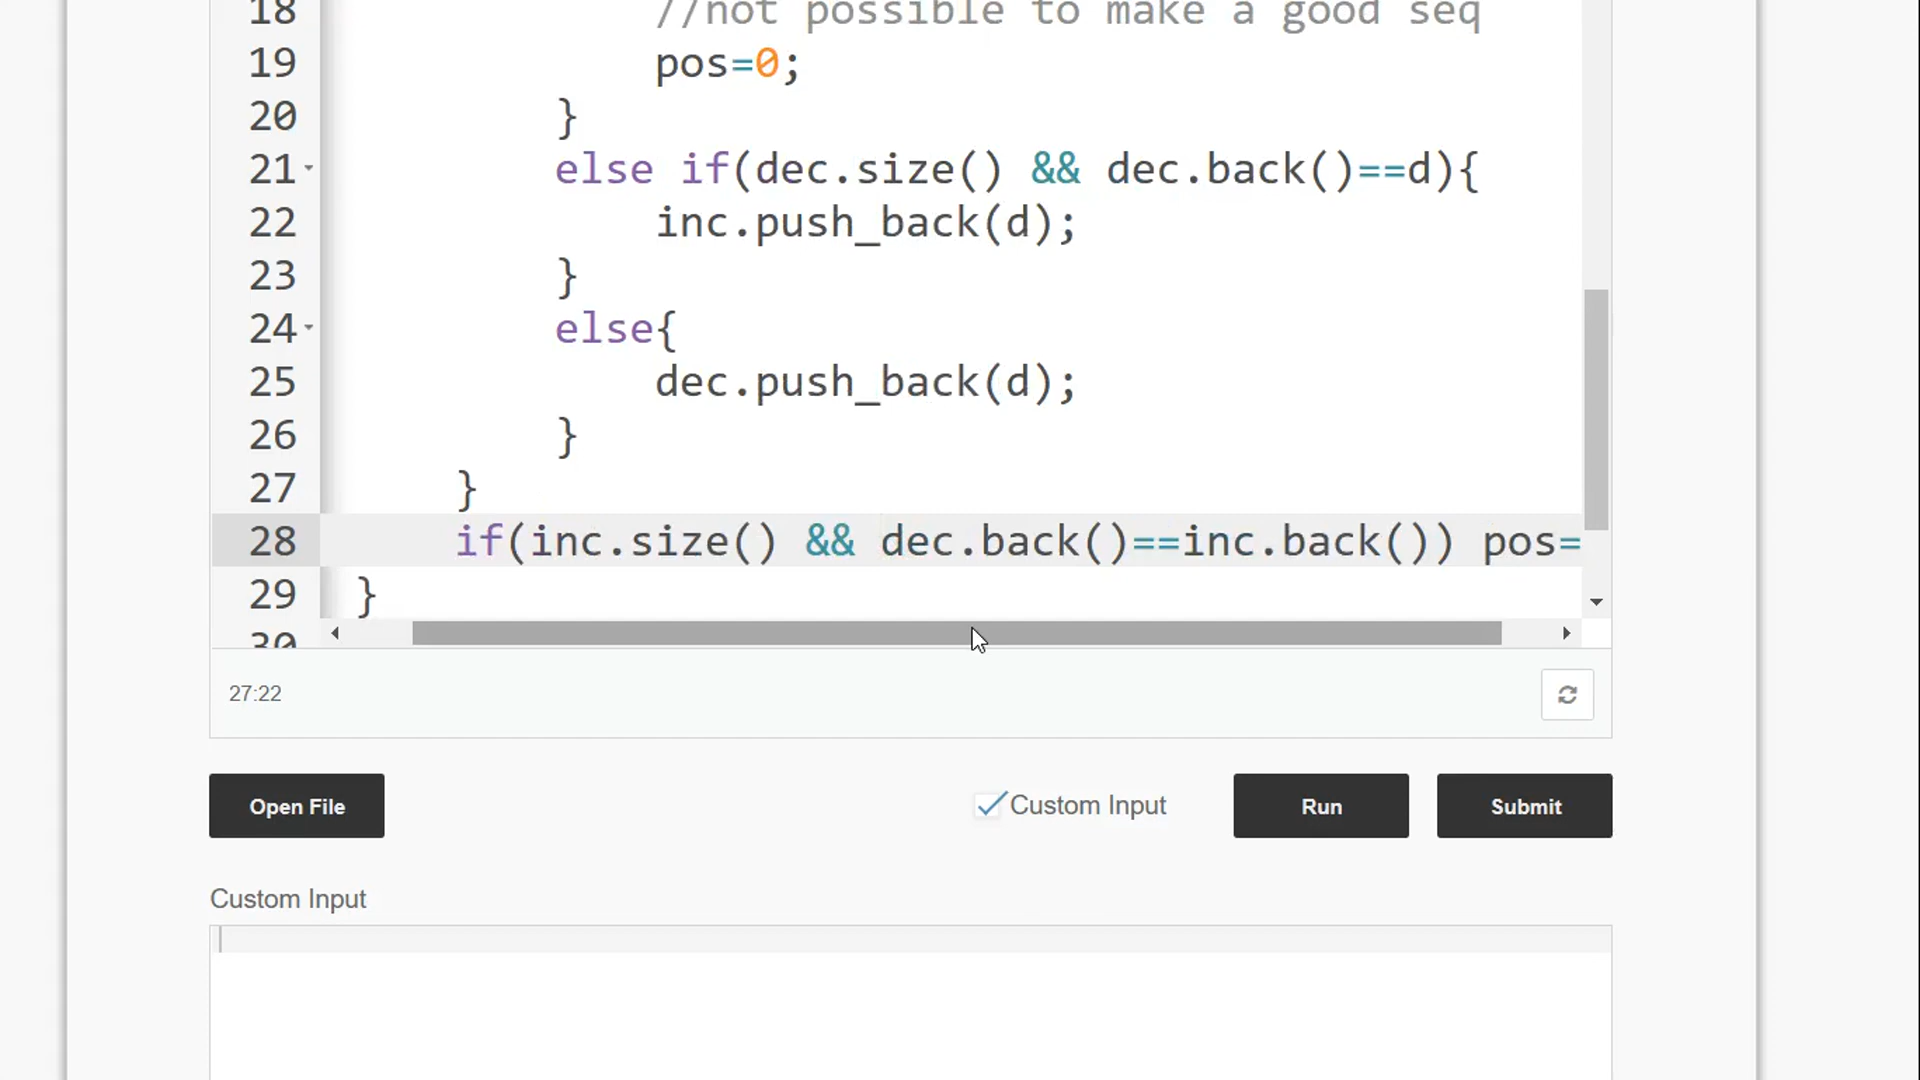 18 //not possible to make a good seq
19 pos=0;
20 }
21 else if(dec.size() && dec.back()==d){
22 inc.push_back(d);
23 }
24 else{
25 dec.push_back(d);
26 }
27 }
28 if(inc.size() && dec.back()==inc.back()) pos=
29 }
30
27:22
Open File
Custom Input
Run
Submit
Custom Input